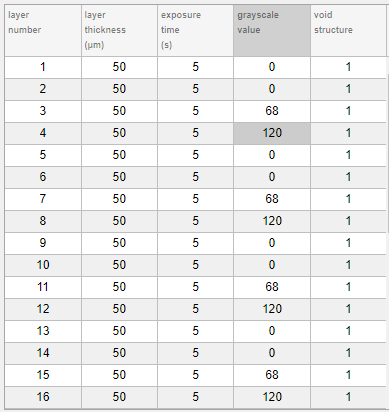 layer number layer thickness (µm) exposure time (s) grayscale value void structure
1 50 5 0 1
2 50 5 0 1
3 50 5 68 1
4 50 5 120 1
5 50 5 0 1
6 50 5 0 1
7 50 5 68 1
8 50 5 120 1
9 50 5 0 1
10 50 5 0 1
11 50 5 68 1
12 50 5 120 1
13 50 5 0 1
14 50 5 0 1
15 50 5 68 1
16 50 5 120 1